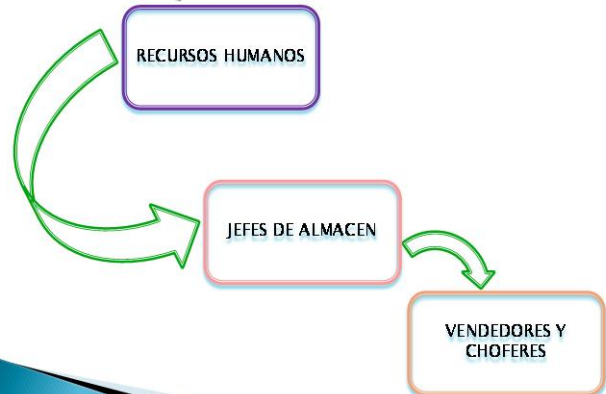 RECURSOS HUMANOS
JEFES DE ALMACEN
VENDEDORES Y
CHOFERES